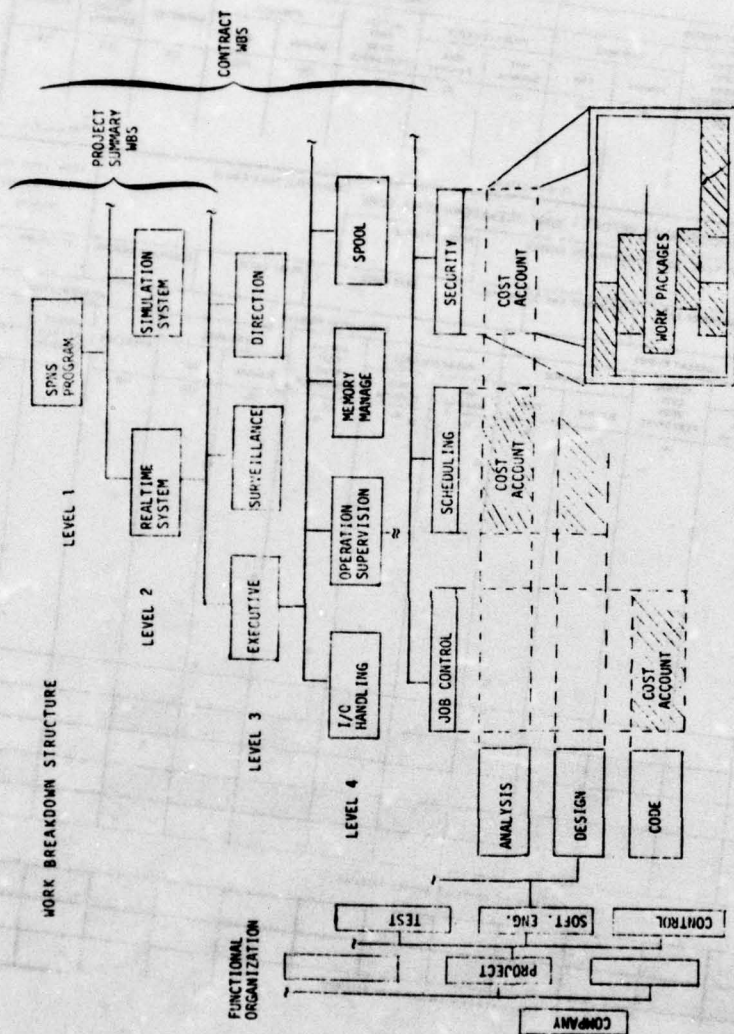 WORK BREAKDOWN STRUCTURE
LEVEL 1
SPNS
PROGRAM
PROJECT
SUMMARY
WBS
CONTRACT
WBS
LEVEL 2
REALTIME
SYSTEM
SIMULATION
SYSTEM
LEVEL 3
EXECUTIVE
SURVEILLANCE
DIRECTION
LEVEL 4
I/C
HANDLING
OPERATION
SUPERVISION
MEMORY
MANAGE
SPOOL
JOB CONTROL
SCHEDULING
SECURITY
FUNCTIONAL
ORGANIZATION
COMPANY
PROJECT
TEST
SOFT. ENG.
CONTROL
ANALYSIS
DESIGN
CODE
COST
ACCOUNT
COST
ACCOUNT
COST
ACCOUNT
WORK PACKAGES